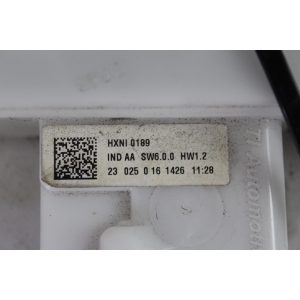 HXNI 0189
IND AA SW6.0.0 HW1.2
23 025 0 16 1426 11:28